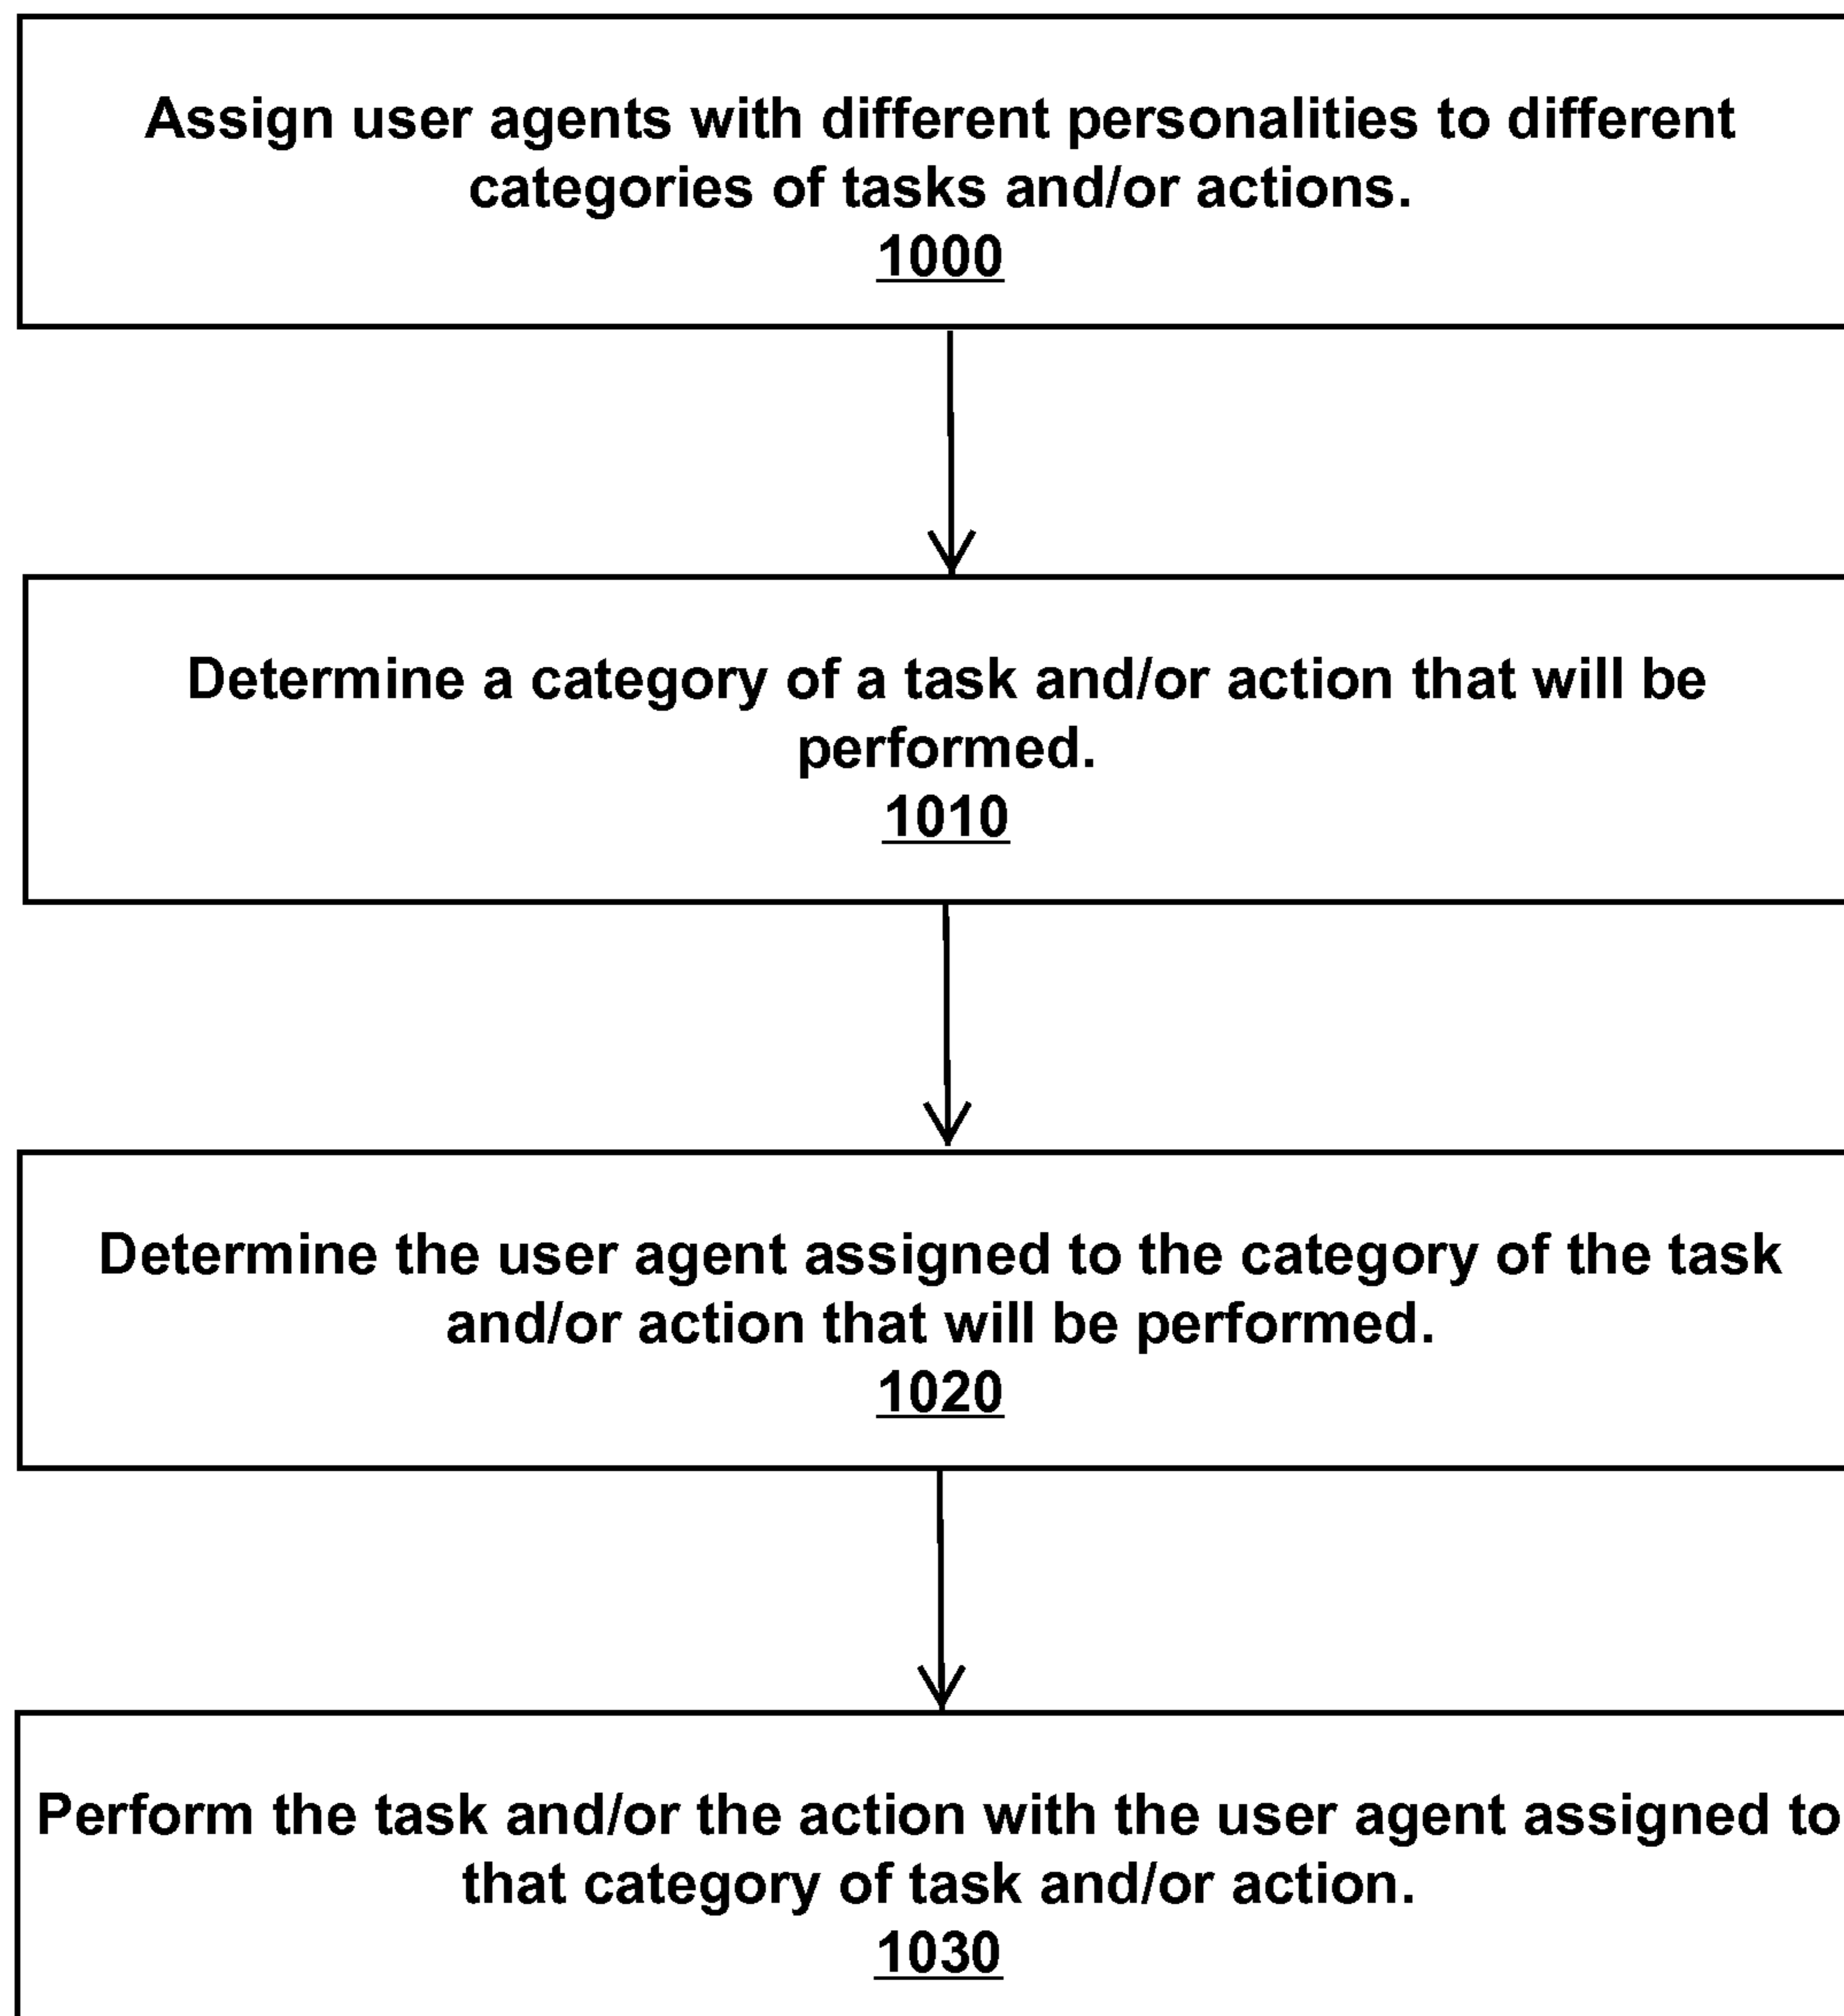 Assign user agents with different personalities to different
categories of tasks and/or actions.
1000
Determine a category of a task and/or action that will be
performed.
1010
Determine the user agent assigned to the category of the task
and/or action that will be performed.
1020
Perform the task and/or the action with the user agent assigned to
that category of task and/or action.
1030